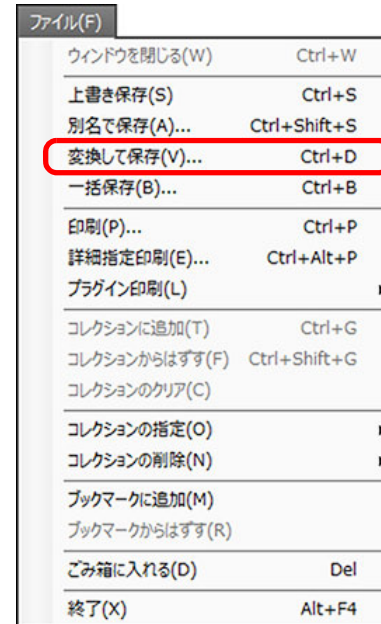 ファイル(F)
ウィンドウを閉じる(W) Ctrl+W
上書き保存(S) Ctrl+S
別名で保存(A)... Ctrl+Shift+S
変換して保存(V)... Ctrl+D
一括保存(B)... Ctrl+B
印刷(P)... Ctrl+P
詳細指定印刷(E)... Ctrl+Alt+P
プラグイン印刷(L)
コレクションに追加(T) Ctrl+G
コレクションからはずす(F) Ctrl+Shift+G
コレクションのクリア(C)
コレクションの指定(O)
コレクションの削除(N)
ブックマークに追加(M)
ブックマークからはずす(R)
ごみ箱に入れる(D) Del
終了(X) Alt+F4